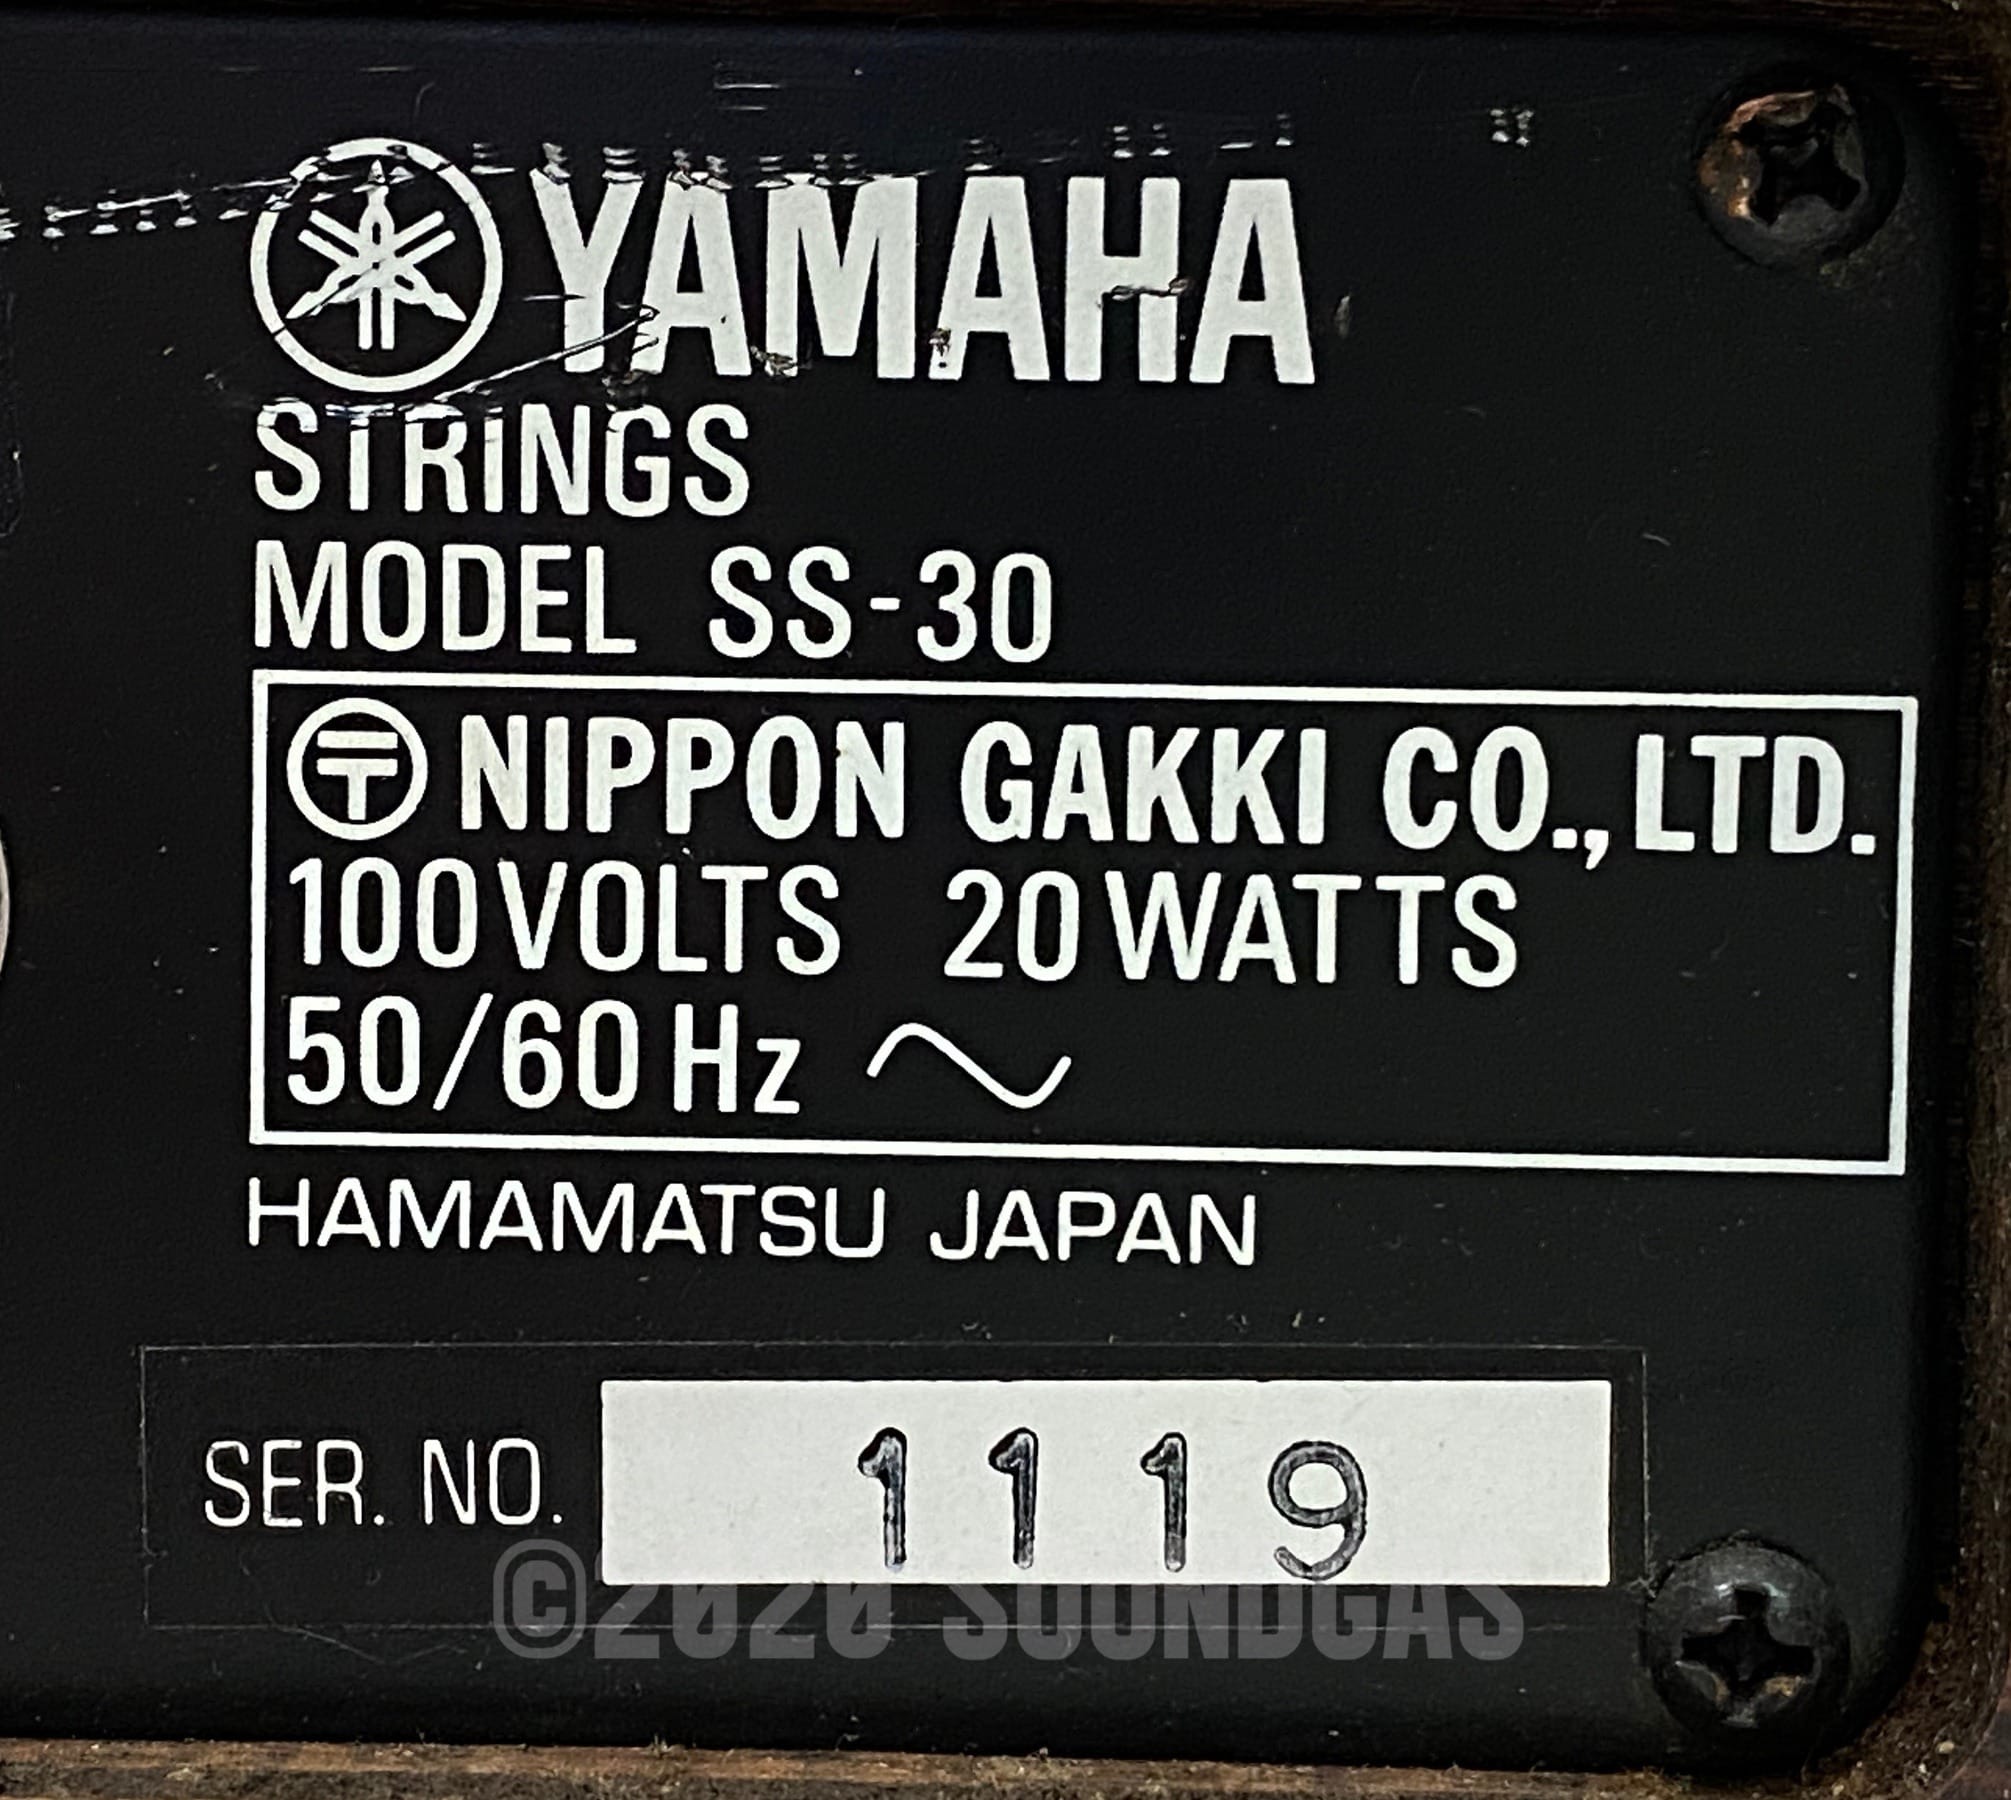 YAMAHA
STRINGS
MODEL SS-30
NIPPON GAKKI CO., LTD.
100 VOLTS 20 WATTS
50/60 Hz
HAMAMATSU JAPAN
SER. NO. 1119
©2020 SOUNDGAS